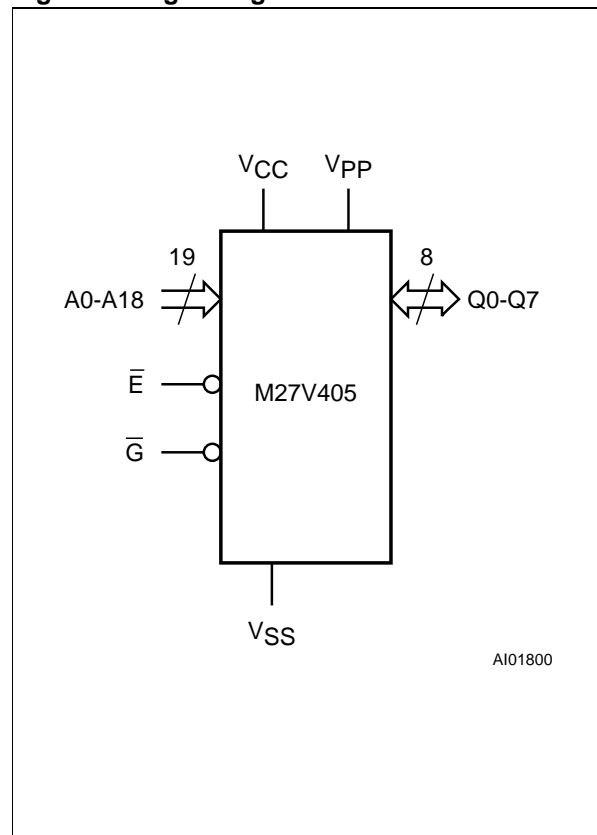 VCC VPP
19 8
A0-A18 Q0-Q7
E̅ M27V405
G̅
VSS
AI01800